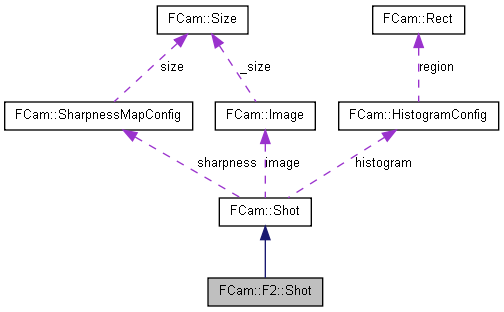 FCam::Size
FCam::Rect
size
_size
region
FCam::SharpnessMapConfig
FCam::Image
FCam::HistogramConfig
sharpness
image
histogram
FCam::Shot
FCam::F2::Shot